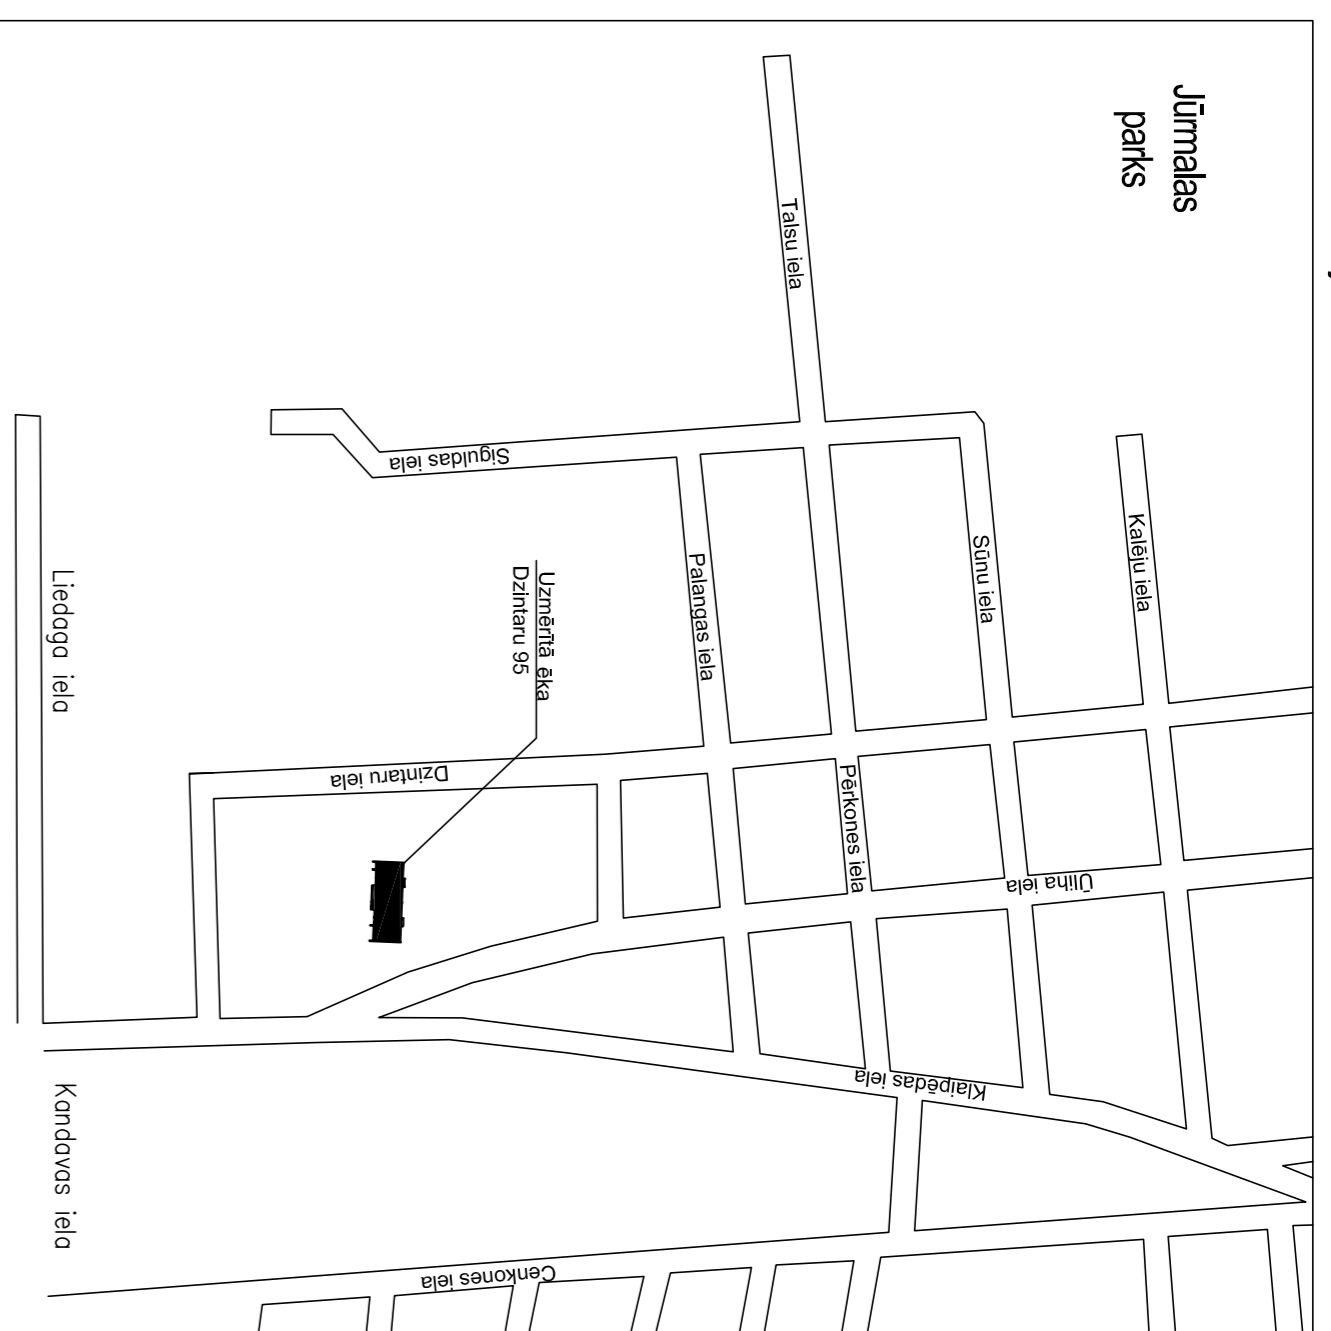 Jūrmalas
parks
Talsu iela
Siguldas iela
Kalēju iela
Sūnu iela
Palangas iela
Uzmērītā ēka
Dzintaru 95
Liedaga iela
Dzintaru iela
Pērkones iela
Ūliha iela
Klaipēdas iela
Kandavas iela
Cenkones iela